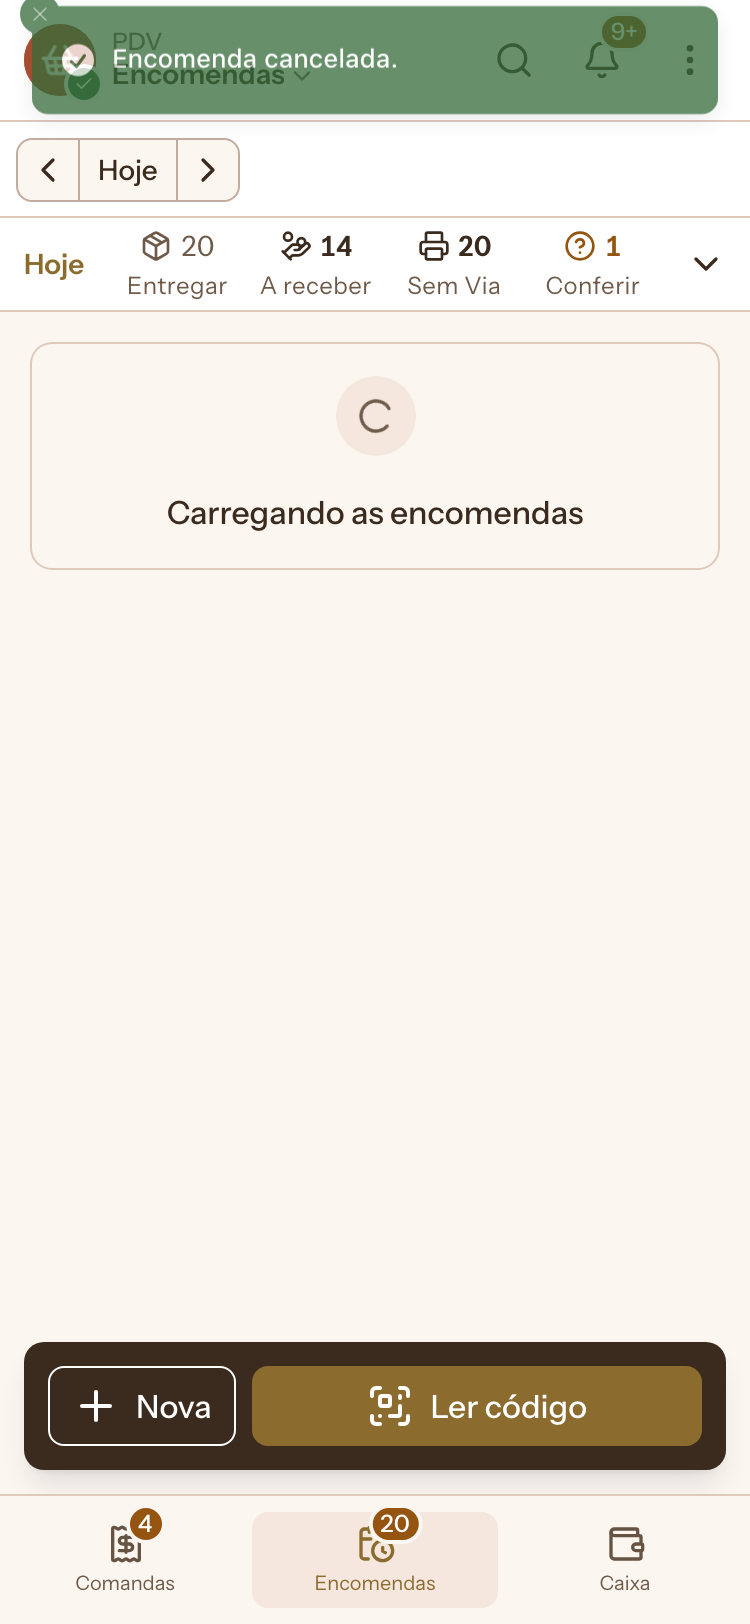 PDV
Encomenda cancelada.
Encomendas
9+
Hoje
Hoje
20
Entregar
14
A receber
20
Sem Via
1
Conferir
Carregando as encomendas
Nova
Ler código
4
Comandas
20
Encomendas
Caixa